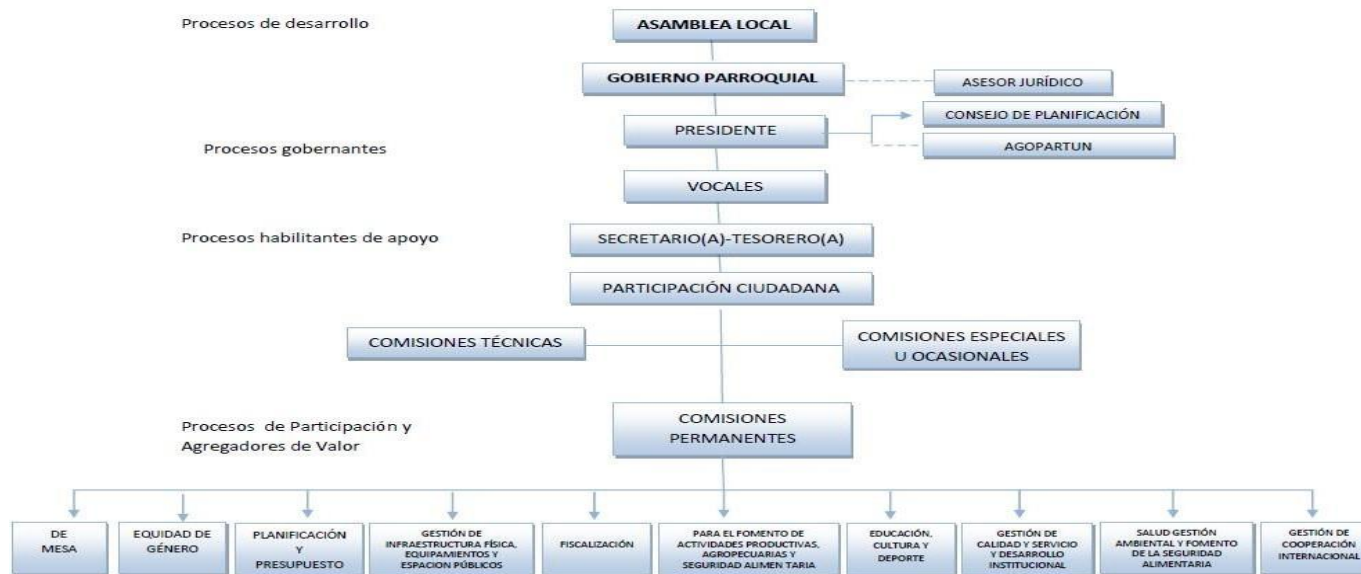 Procesos de desarrollo
ASAMBLEA LOCAL
GOBIERNO PARROQUIAL
ASESOR JURÍDICO
CONSEJO DE PLANIFICACIÓN
PRESIDENTE
AGOPARTUN
Procesos gobernantes
VOCALES
Procesos habilitantes de apoyo
SECRETARIO(A)-TESORERO(A)
PARTICIPACIÓN CIUDADANA
COMISIONES TÉCNICAS
COMISIONES ESPECIALES
U OCASIONALES
Procesos de Participación y
Agregadores de Valor
COMISIONES
PERMANENTES
DE
MESA
EQUIDAD DE
GÉNERO
PLANIFICACIÓN
Y
PRESUPUESTO
GESTIÓN DE
INFRAESTRUCTURA FÍSICA,
EQUIPAMIENTOS Y
ESPACION PÚBLICOS
FISCALIZACIÓN
PARA EL FOMENTO DE
ACTIVIDADES PRODUCTIVAS,
AGROPECUARIAS Y
SEGURIDAD ALIMEN TARIA
EDUCACIÓN,
CULTURA Y
DEPORTE
GESTIÓN DE
CALIDAD Y SERVICIO
Y DESARROLLO
INSTITUCIONAL
SALUD GESTIÓN
AMBIENTAL Y FOMENTO
DE LA SEGURIDAD
ALIMENTARIA
GESTIÓN DE
COOPERACIÓN
INTERNACIONAL